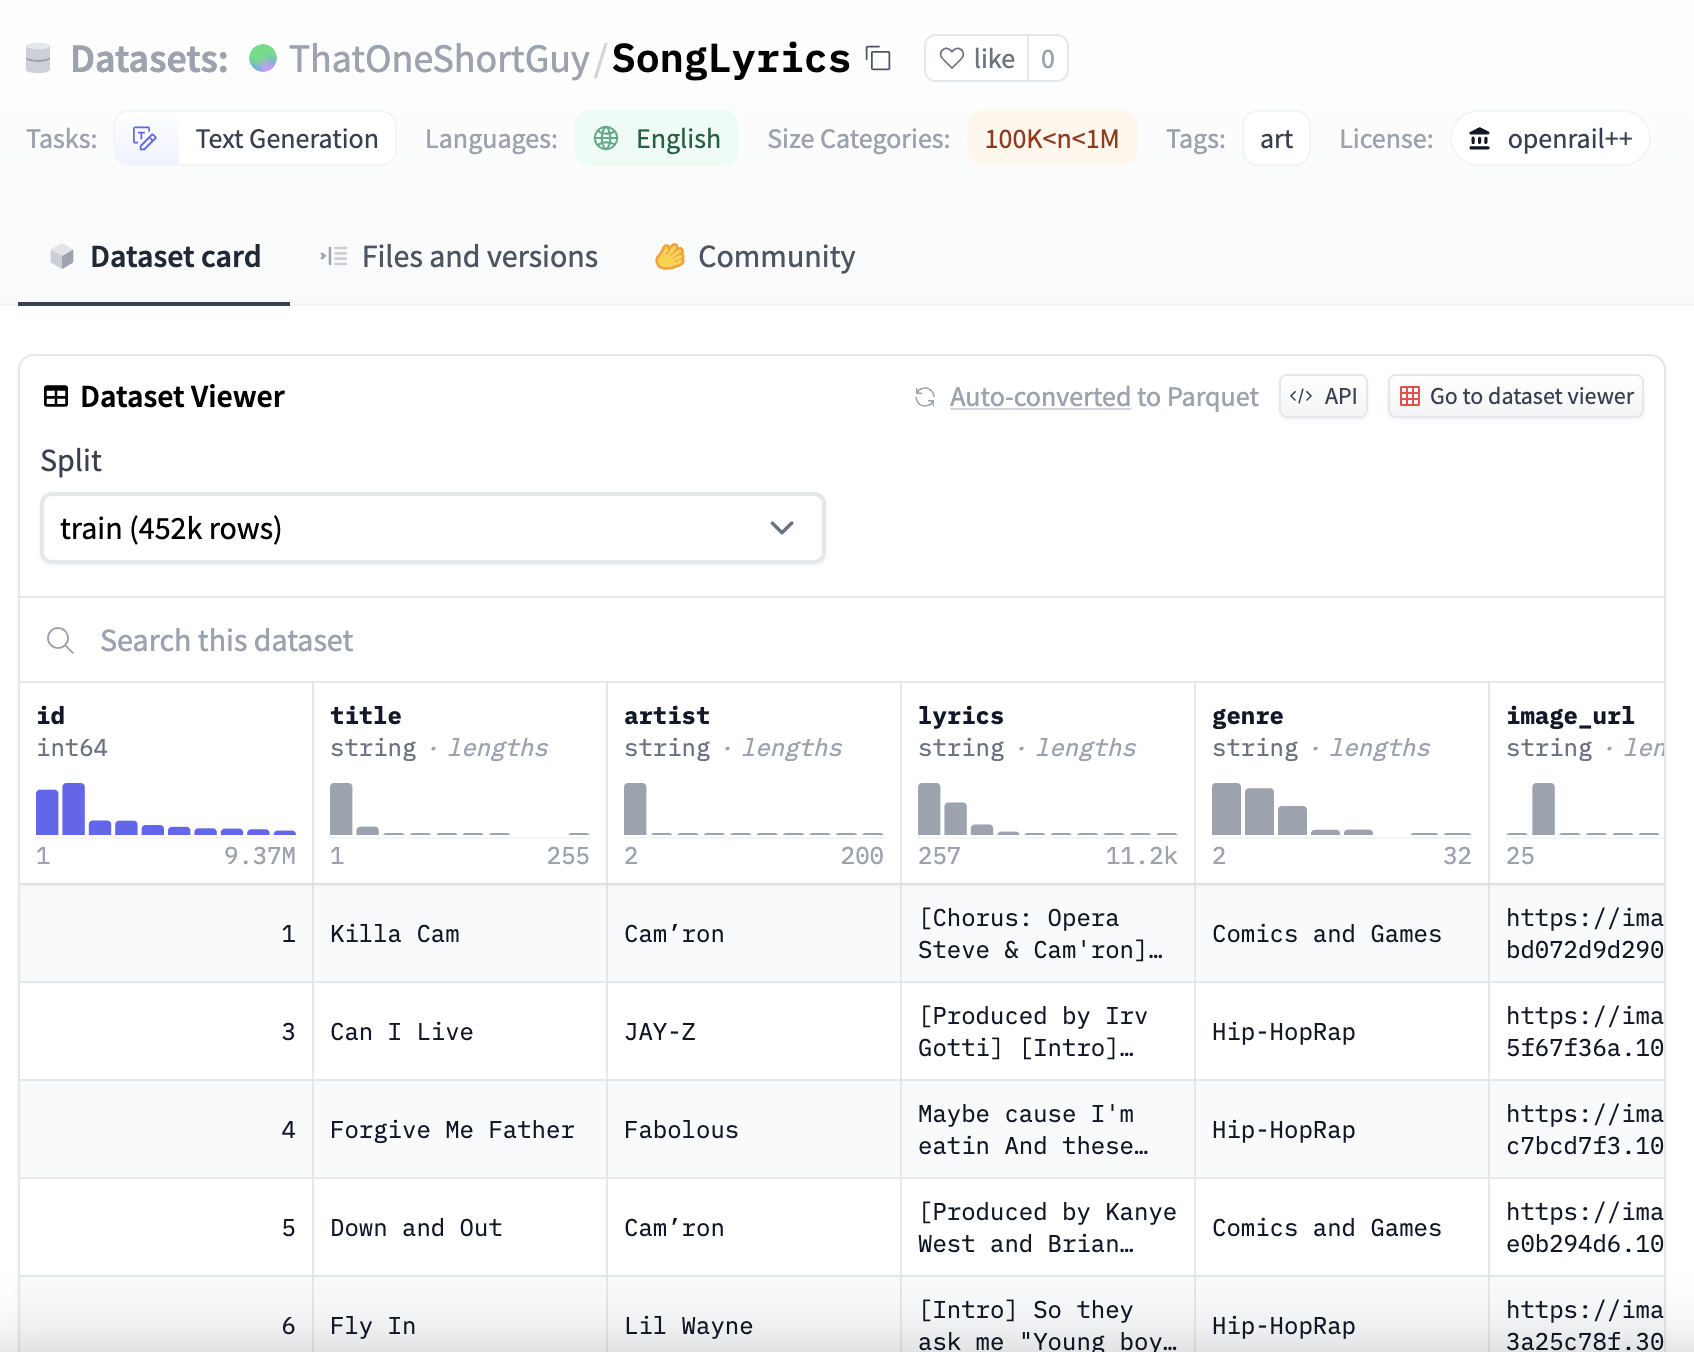 Datasets: ThatOneShortGuy/SongLyrics like 0
Tasks: Text Generation Languages: English Size Categories: 100K<n<1M Tags: art License: openrail++
Dataset card Files and versions Community
Dataset Viewer Auto-converted to Parquet API Go to dataset viewer
Split
train (452k rows)
Search this dataset
id title artist lyrics genre image_url
int64 string · lengths string · lengths string · lengths string · lengths string · len
1 9.37M 1 255 2 200 257 11.2k 2 32 25
1 Killa Cam Cam’ron [Chorus: Opera Steve & Cam'ron]… Comics and Games https://ima
bd072d9d290
3 Can I Live JAY-Z [Produced by Irv Gotti] [Intro]… Hip-HopRap https://ima
5f67f36a.10
4 Forgive Me Father Fabolous Maybe cause I'm eatin And these… Hip-HopRap https://ima
c7bcd7f3.10
5 Down and Out Cam’ron [Produced by Kanye West and Brian… Comics and Games https://ima
e0b294d6.10
6 Fly In Lil Wayne [Intro] So they ask me "Young boy… Hip-HopRap https://ima
3a25c78f.30